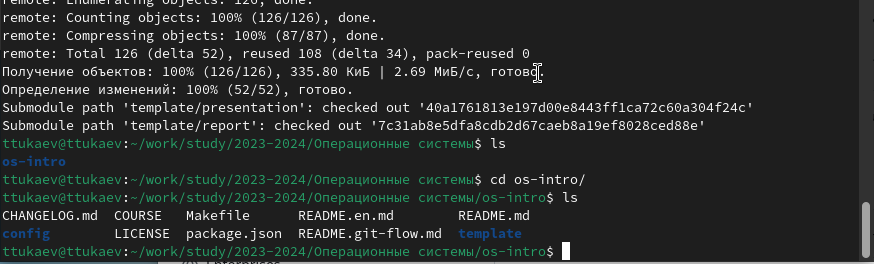 remote: Enumerating objects: 126, done.
remote: Counting objects: 100% (126/126), done.
remote: Compressing objects: 100% (87/87), done.
remote: Total 126 (delta 52), reused 108 (delta 34), pack-reused 0
Получение объектов: 100% (126/126), 335.80 КиБ | 2.69 МиБ/с, готово.
Определение изменений: 100% (52/52), готово.
Submodule path 'template/presentation': checked out '40a1761813e197d00e8443ff1ca72c60a304f24c'
Submodule path 'template/report': checked out '7c31ab8e5dfa8cdb2d67caeb8a19ef8028ced88e'
ttukaev@ttukaev:~/work/study/2023-2024/Операционные системы$ ls
os-intro
ttukaev@ttukaev:~/work/study/2023-2024/Операционные системы$ cd os-intro/
ttukaev@ttukaev:~/work/study/2023-2024/Операционные системы/os-intro$ ls
CHANGELOG.md COURSE Makefile README.en.md README.md
config LICENSE package.json README.git-flow.md template
ttukaev@ttukaev:~/work/study/2023-2024/Операционные системы/os-intro$